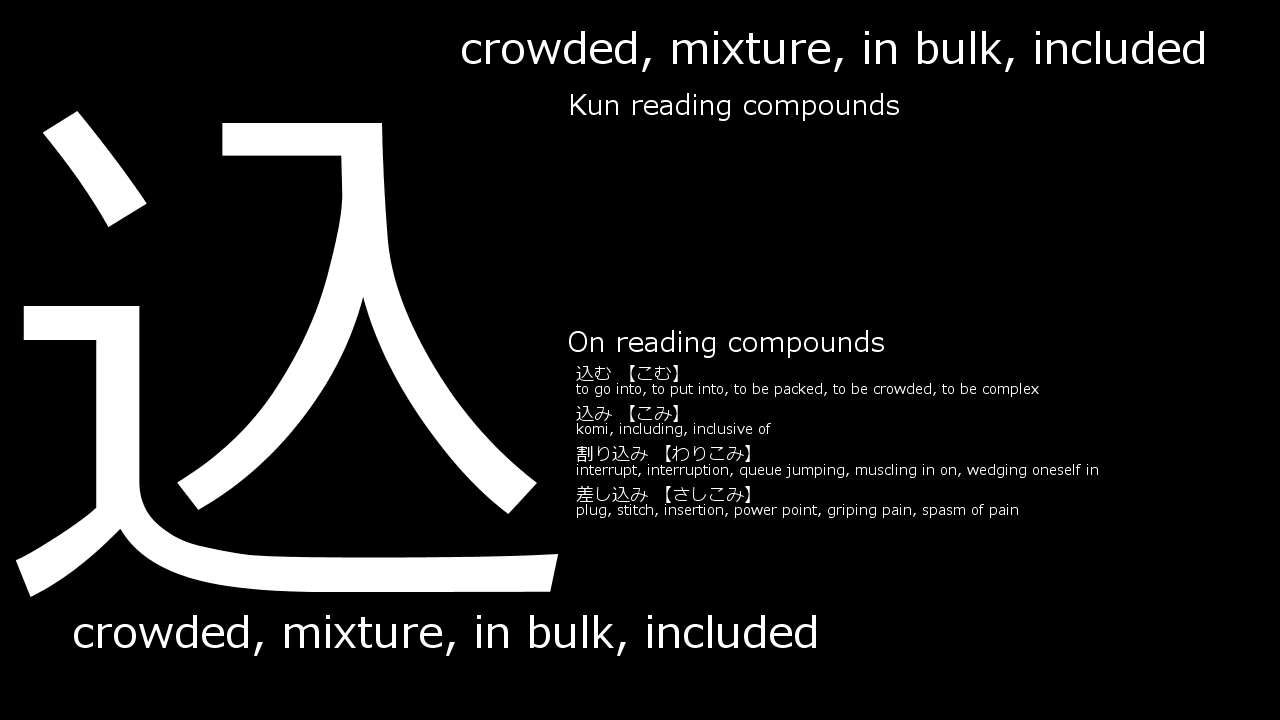 crowded, mixture, in bulk, included
Kun reading compounds
込
On reading compounds
込む 【こむ】
to go into, to put into, to be packed, to be crowded, to be complex
込み 【こみ】
komi, including, inclusive of
割り込み 【わりこみ】
interrupt, interruption, queue jumping, muscling in on, wedging oneself in
差し込み 【さしこみ】
plug, stitch, insertion, power point, griping pain, spasm of pain
crowded, mixture, in bulk, included